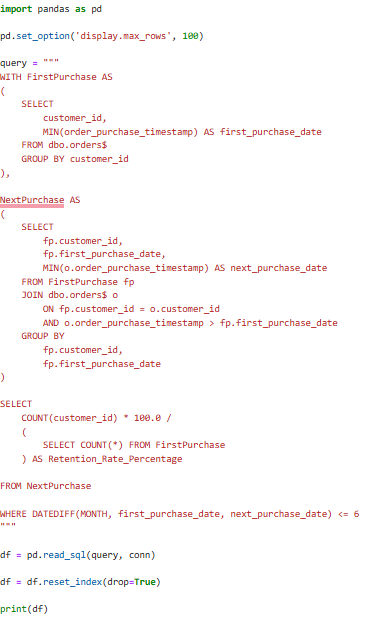 import pandas as pd
pd.set_option('display.max_rows', 100)
query = """
WITH FirstPurchase AS
(
    SELECT
        customer_id,
        MIN(order_purchase_timestamp) AS first_purchase_date
    FROM dbo.orders$
    GROUP BY customer_id
),
NextPurchase AS
(
    SELECT
        fp.customer_id,
        fp.first_purchase_date,
        MIN(o.order_purchase_timestamp) AS next_purchase_date
    FROM FirstPurchase fp
    JOIN dbo.orders$ o
        ON fp.customer_id = o.customer_id
        AND o.order_purchase_timestamp > fp.first_purchase_date
    GROUP BY
        fp.customer_id,
        fp.first_purchase_date
)
SELECT
    COUNT(customer_id) * 100.0 /
    (
        SELECT COUNT(*) FROM FirstPurchase
    ) AS Retention_Rate_Percentage
FROM NextPurchase
WHERE DATEDIFF(MONTH, first_purchase_date, next_purchase_date) <= 6
"""
df = pd.read_sql(query, conn)
df = df.reset_index(drop=True)
print(df)